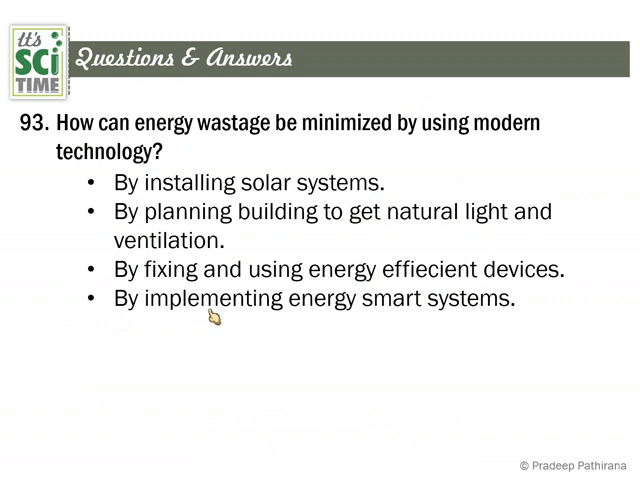 It's
SCi
TIME
Questions & Answers
93. How can energy wastage be minimized by using modern
technology?
• By installing solar systems.
• By planning building to get natural light and
ventilation.
• By fixing and using energy effiecient devices.
• By implementing energy smart systems.
© Pradeep Pathirana